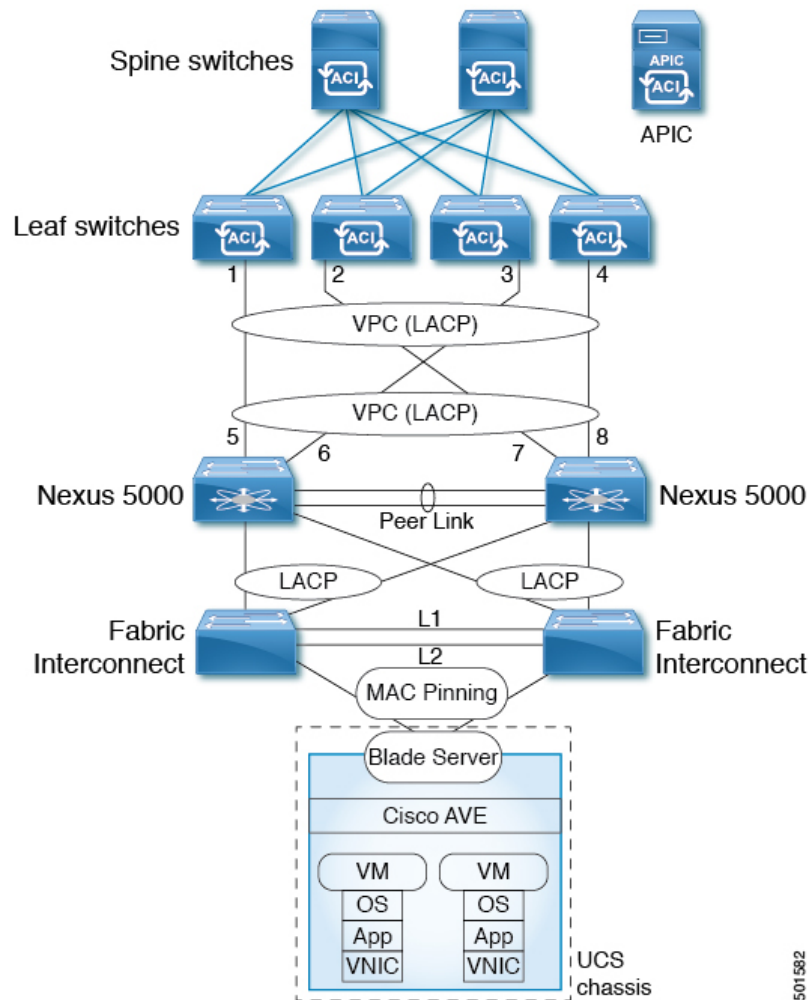 Spine switches
ACI
ACI
APIC
ACI
APIC
Leaf switches
ACI
ACI
ACI
ACI
1
2
3
4
VPC (LACP)
VPC (LACP)
5
6
7
8
Nexus 5000
Nexus 5000
Peer Link
LACP
LACP
Fabric
Interconnect
L1
L2
Fabric
Interconnect
MAC Pinning
Blade Server
Cisco AVE
VM
VM
OS
OS
App
App
VNIC
VNIC
UCS
chassis
501582